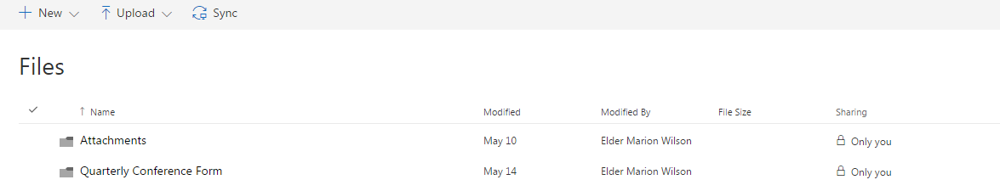 New Upload Sync
Files
↑ Name Modified Modified By File Size Sharing
Attachments May 10 Elder Marion Wilson Only you
Quarterly Conference Form May 14 Elder Marion Wilson Only you